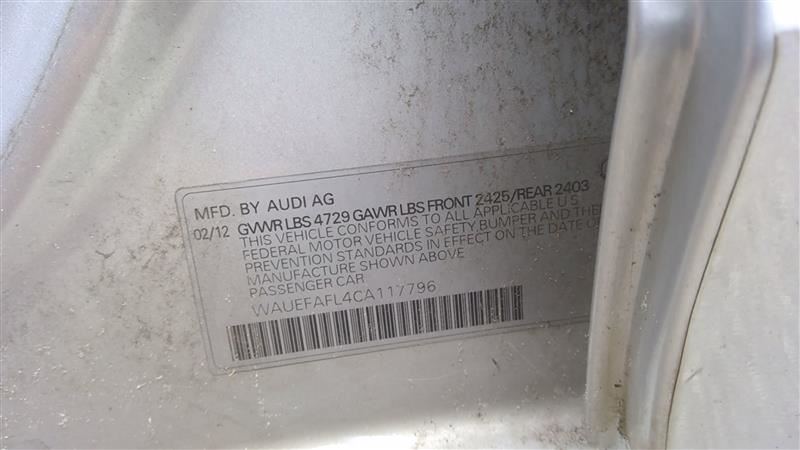 MFD. BY AUDI AG
02/12 GVWR LBS 4729 GAWR LBS FRONT 2425/REAR 2403
THIS VEHICLE CONFORMS TO ALL APPLICABLE U S
FEDERAL MOTOR VEHICLE SAFETY,BUMPER AND THE
PREVENTION STANDARDS IN EFFECT ON THE DATE O
MANUFACTURE SHOWN ABOVE
PASSENGER CAR
WAUEFAFL4CA117796